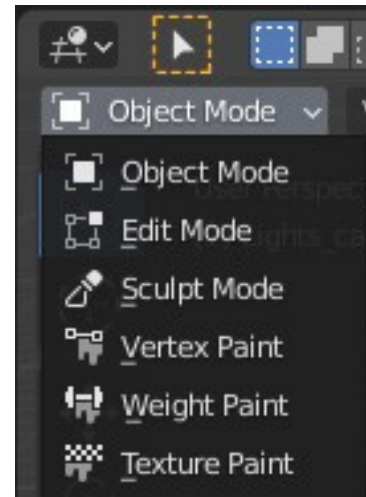 Object Mode
Object Mode
Edit Mode
Sculpt Mode
Vertex Paint
Weight Paint
Texture Paint